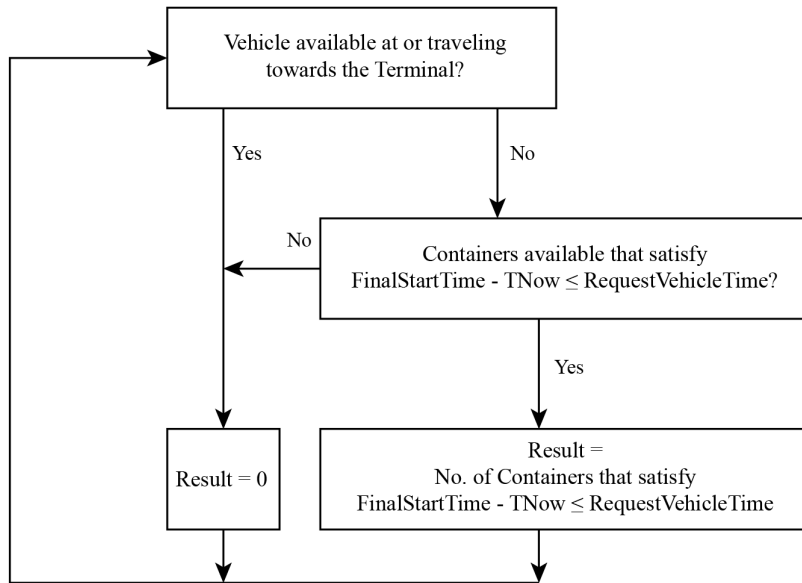 Vehicle available at or traveling
towards the Terminal?
Yes
No
No
Containers available that satisfy
FinalStartTime - TNow ≤ RequestVehicleTime?
Yes
Result = 0
Result =
No. of Containers that satisfy
FinalStartTime - TNow ≤ RequestVehicleTime